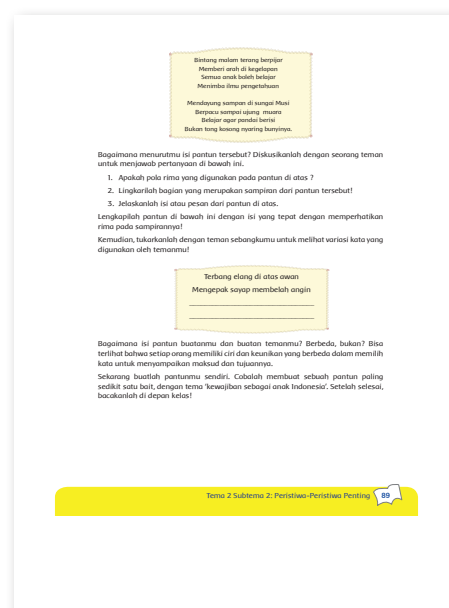 Bintang malam terang berpijar
Memberi arah di kegelapan
Semua anak boleh belajar
Menimba ilmu pengetahuan
Mendayung sampan di sungai Musi
Berpacu sampai ujung muara
Belajar agar pandai berisi
Bukan tong kosong nyaring bunyinya.
Bagaimana menurutmu isi pantun tersebut? Diskusikanlah dengan seorang teman
untuk menjawab pertanyaan di bawah ini.
1. Apakah pola rima yang digunakan pada pantun di atas ?
2. Lingkarilah bagian yang merupakan sampiran dari pantun tersebut!
3. Jelaskanlah isi atau pesan dari pantun di atas.
Lengkapilah pantun di bawah ini dengan isi yang tepat dengan memperhatikan
rima pada sampirannya!
Kemudian, tukarkanlah dengan teman sebangkumu untuk melihat variasi kata yang
digunakan oleh temanmu!
Terbang elang di atas awan
Mengepak sayap membelah angin
Bagaimana isi pantun buatanmu dan buatan temanmu? Berbeda, bukan? Bisa
terlihat bahwa setiap orang memiliki ciri dan keunikan yang berbeda dalam memilih
kata untuk menyampaikan maksud dan tujuannya.
Sekarang buatlah pantunmu sendiri. Cobalah membuat sebuah pantun paling
sedikit satu bait, dengan tema 'kewajiban sebagai anak Indonesia'. Setelah selesai,
bacakanlah di depan kelas!
Tema 2 Subtema 2: Peristiwa-Peristiwa Penting 89